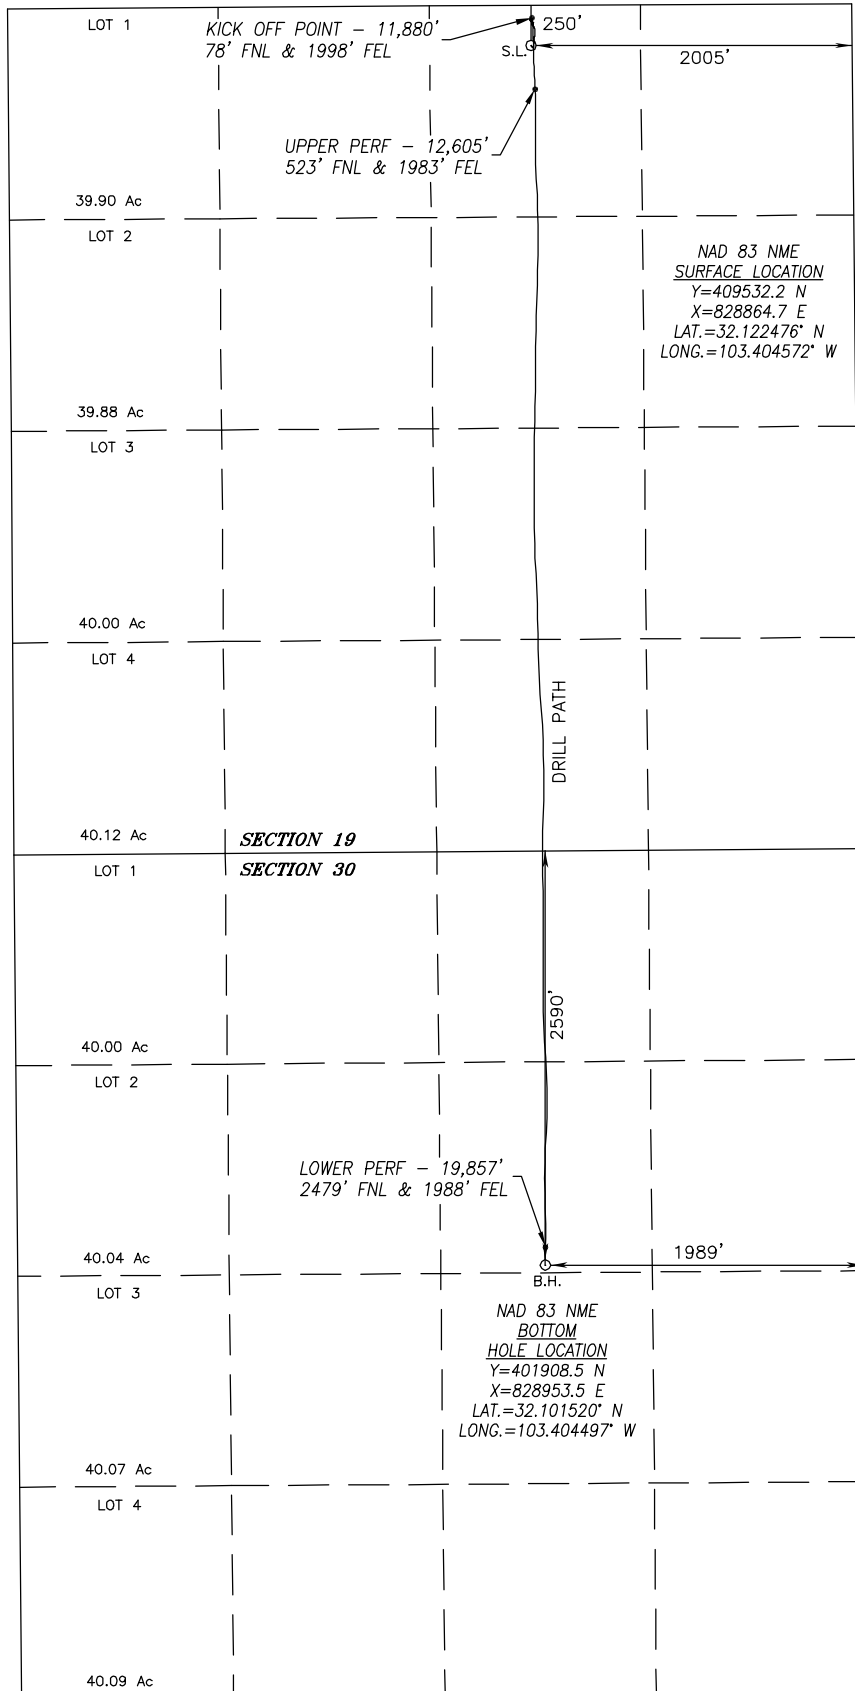 LOT 1
KICK OFF POINT - 11,880'
78' FNL & 1998' FEL
250'
S.L.
2005'
UPPER PERF - 12,605'
523' FNL & 1983' FEL
39.90 Ac
LOT 2
NAD 83 NME
SURFACE LOCATION
Y=409532.2 N
X=828864.7 E
LAT.=32.122476° N
LONG.=103.404572° W
39.88 Ac
LOT 3
40.00 Ac
LOT 4
DRILL PATH
40.12 Ac
SECTION 19
LOT 1
SECTION 30
2590'
40.00 Ac
LOT 2
LOWER PERF - 19,857'
2479' FNL & 1988' FEL
40.04 Ac
1989'
LOT 3
B.H.
NAD 83 NME
BOTTOM
HOLE LOCATION
Y=401908.5 N
X=828953.5 E
LAT.=32.101520° N
LONG.=103.404497° W
40.07 Ac
LOT 4
40.09 Ac